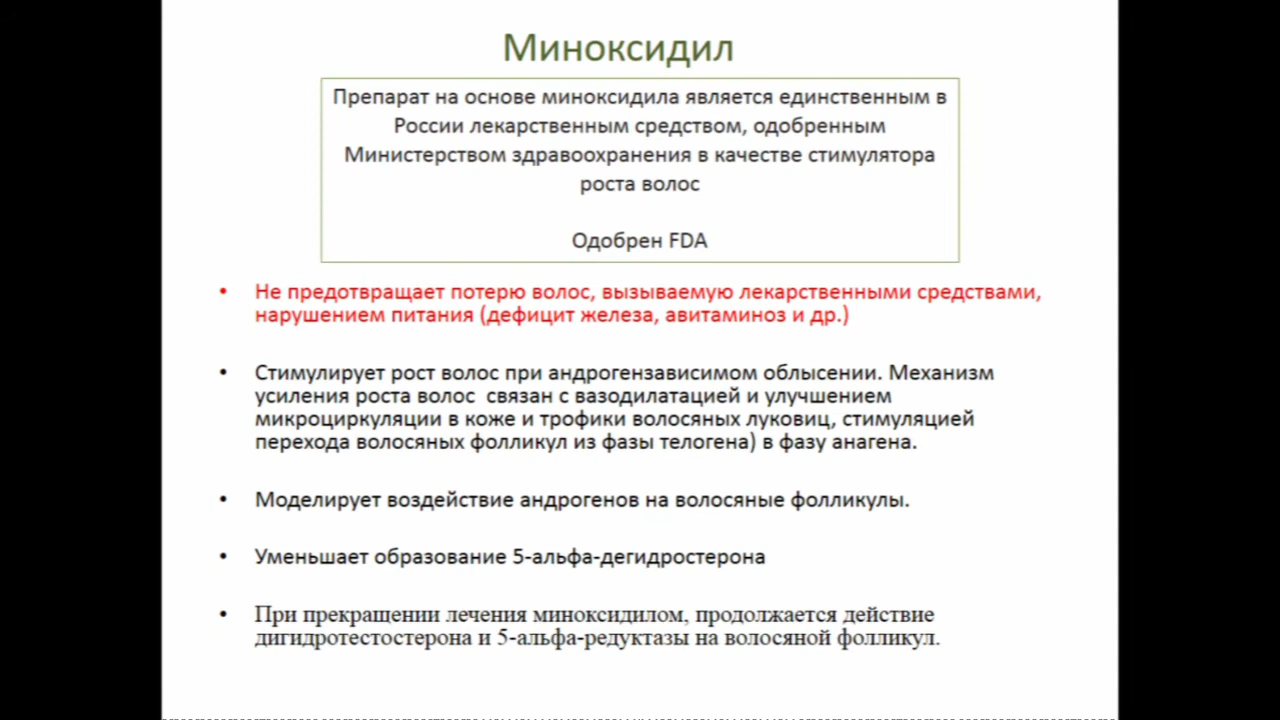 Миноксидил
Препарат на основе миноксидила является единственным в
России лекарственным средством, одобренным
Министерством здравоохранения в качестве стимулятора
роста волос
Одобрен FDA
• Не предотвращает потерю волос, вызываемую лекарственными средствами,
нарушением питания (дефицит железа, авитаминоз и др.)
• Стимулирует рост волос при андрогензависимом облысении. Механизм
усиления роста волос связан с вазодилатацией и улучшением
микроциркуляции в коже и трофики волосяных луковиц, стимуляцией
перехода волосяных фолликул из фазы телогена) в фазу анагена.
• Моделирует воздействие андрогенов на волосяные фолликулы.
• Уменьшает образование 5-альфа-дегидростерона
• При прекращении лечения миноксидилом, продолжается действие
дигидротестостерона и 5-альфа-редуктазы на волосяной фолликул.